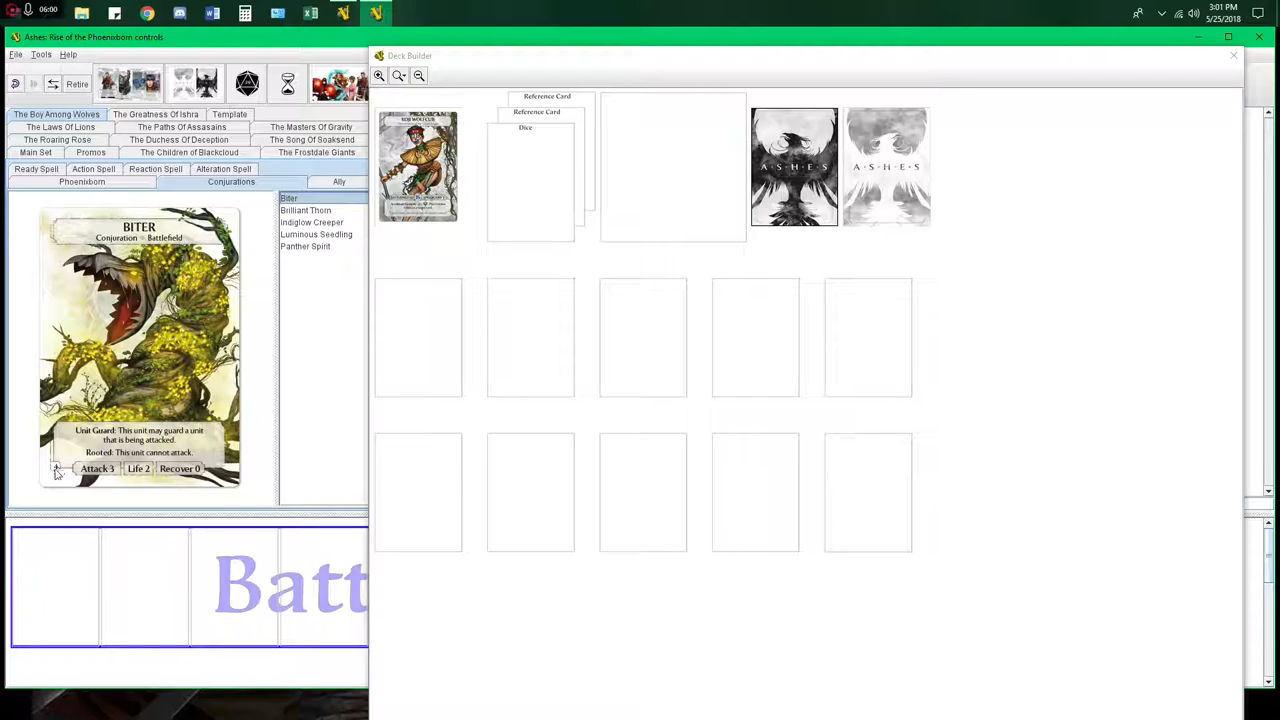 06:00
3:01 PM
5/25/2018
Ashes: Rise of the Phoenixborn controls
File Tools Help
Deck Builder
Retire
The Boy Among Wolves The Greatness Of Ishra Template
The Laws Of Lions The Paths Of Assassins The Masters Of Gravity
The Roaring Rose The Duchess Of Deception The Song Of Soaksend
Main Set Promos The Children of Blackcloud The Frostdale Giants
Ready Spell Action Spell Reaction Spell Alteration Spell
Phoenixborn Conjurations Ally
Biter
Brilliant Thorn
Indiglow Creeper
Luminous Seedling
Panther Spirit
BITER
Conjuration – Battlefield
Unit Guard: This unit may guard a unit
that is being attacked.
Rooted: This unit cannot attack.
Attack 3 Life 2 Recover 0
Batt
KOJI WOLFCUB
Reference Card
Reference Card
Dice
A·S·H·E·S
A·S·H·E·S